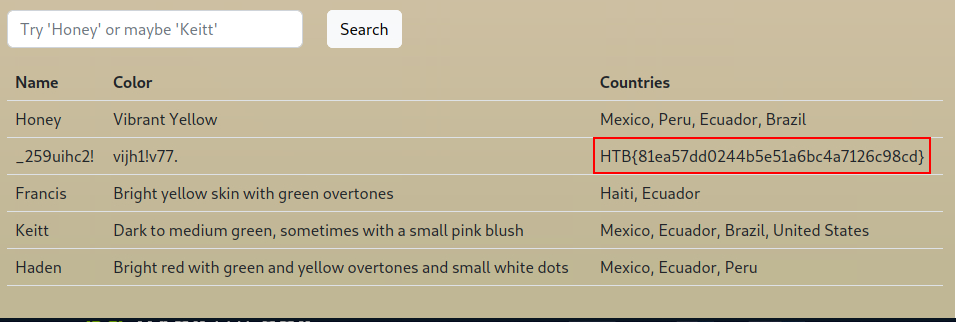 Try 'Honey' or maybe 'Keitt' Search
Name Color Countries
Honey Vibrant Yellow Mexico, Peru, Ecuador, Brazil
_259uihc2! vijh1!v77. HTB{81ea57dd0244b5e51a6bc4a7126c98cd}
Francis Bright yellow skin with green overtones Haiti, Ecuador
Keitt Dark to medium green, sometimes with a small pink blush Mexico, Ecuador, Brazil, United States
Haden Bright red with green and yellow overtones and small white dots Mexico, Ecuador, Peru